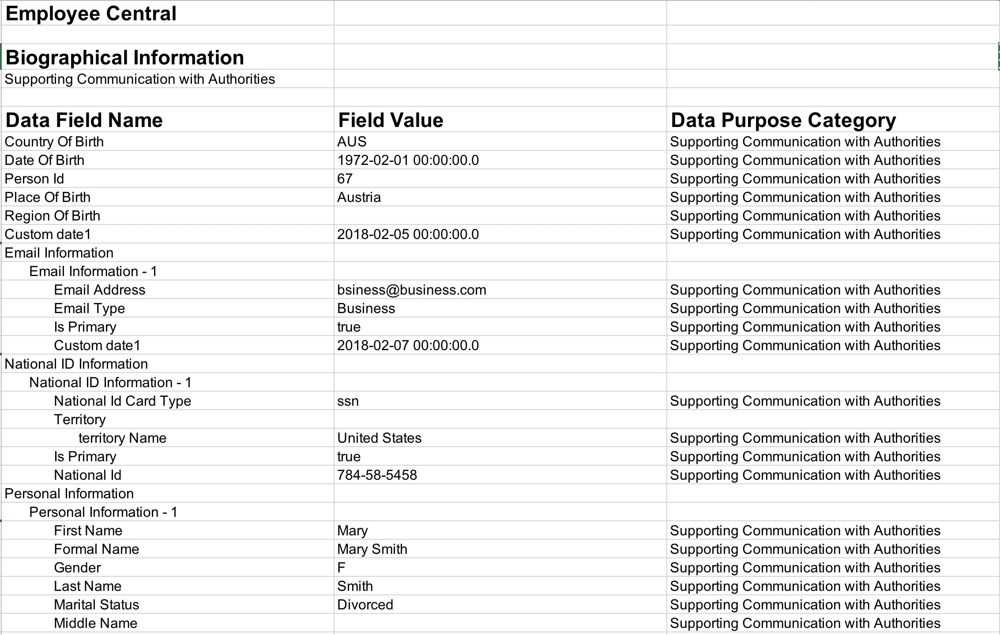 Employee Central
Biographical Information
Supporting Communication with Authorities
Data Field Name Field Value Data Purpose Category
Country Of Birth AUS Supporting Communication with Authorities
Date Of Birth 1972-02-01 00:00:00.0 Supporting Communication with Authorities
Person Id 67 Supporting Communication with Authorities
Place Of Birth Austria Supporting Communication with Authorities
Region Of Birth Supporting Communication with Authorities
Custom date1 2018-02-05 00:00:00.0 Supporting Communication with Authorities
Email Information
Email Information - 1
Email Address bsiness@business.com Supporting Communication with Authorities
Email Type Business Supporting Communication with Authorities
Is Primary true Supporting Communication with Authorities
Custom date1 2018-02-07 00:00:00.0 Supporting Communication with Authorities
National ID Information
National ID Information - 1
National Id Card Type ssn Supporting Communication with Authorities
Territory
territory Name United States Supporting Communication with Authorities
Is Primary true Supporting Communication with Authorities
National Id 784-58-5458 Supporting Communication with Authorities
Personal Information
Personal Information - 1
First Name Mary Supporting Communication with Authorities
Formal Name Mary Smith Supporting Communication with Authorities
Gender F Supporting Communication with Authorities
Last Name Smith Supporting Communication with Authorities
Marital Status Divorced Supporting Communication with Authorities
Middle Name Supporting Communication with Authorities